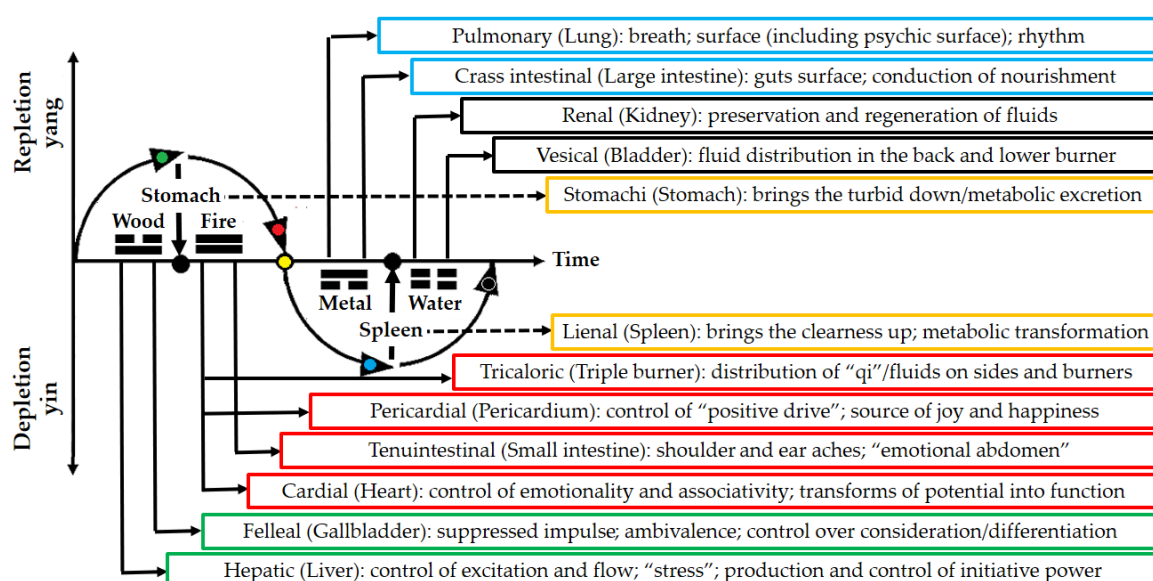 Pulmonary (Lung): breath; surface (including psychic surface); rhythm
Crass intestinal (Large intestine): guts surface; conduction of nourishment
Renal (Kidney): preservation and regeneration of fluids
Vesical (Bladder): fluid distribution in the back and lower burner
Stomachi (Stomach): brings the turbid down/metabolic excretion
Repletion
yang
Stomach
Wood
Fire
Time
Metal
Water
Spleen
Depletion
yin
Lienal (Spleen): brings the clearness up; metabolic transformation
Tricaloric (Triple burner): distribution of “qi”/fluids on sides and burners
Pericardial (Pericardium): control of “positive drive”; source of joy and happiness
Tenuintestinal (Small intestine): shoulder and ear aches; “emotional abdomen”
Cardial (Heart): control of emotionality and associativity; transforms of potential into function
Felleal (Gallbladder): suppressed impulse; ambivalence; control over consideration/differentiation
Hepatic (Liver): control of excitation and flow; “stress”; production and control of initiative power